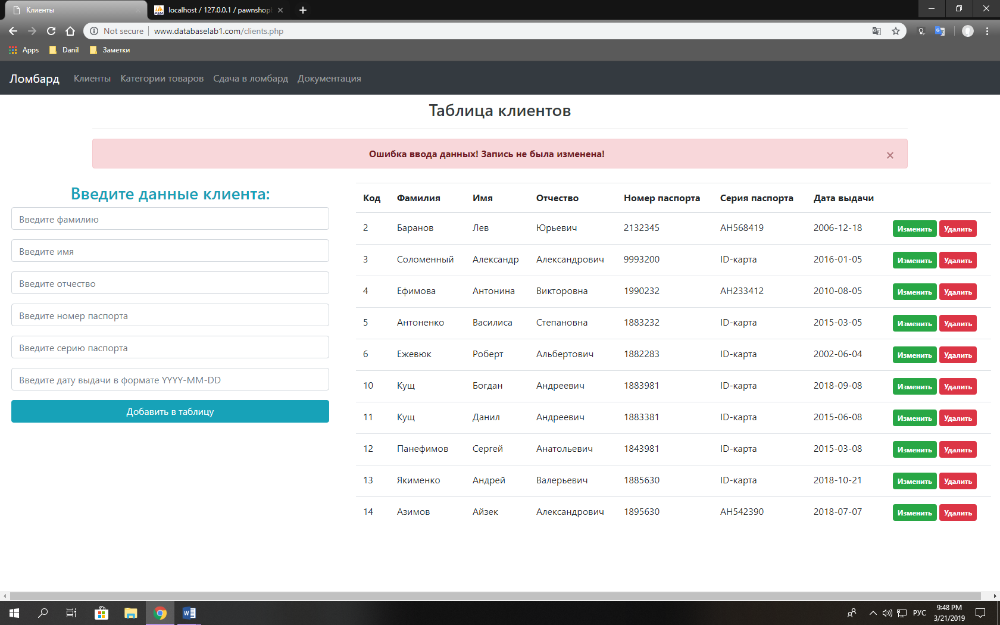 Клиенты
localhost / 127.0.0.1 / pawnshop
Not secure www.databaselab1.com/clients.php
Apps Danil Заметки
Ломбард Клиенты Категории товаров Сдача в ломбард Документация
Таблица клиентов
Ошибка ввода данных! Запись не была изменена! ×
Введите данные клиента:
Введите фамилию
Введите имя
Введите отчество
Введите номер паспорта
Введите серию паспорта
Введите дату выдачи в формате YYYY-MM-DD
Добавить в таблицу
Код Фамилия Имя Отчество Номер паспорта Серия паспорта Дата выдачи
2 Баранов Лев Юрьевич 2132345 АН568419 2006-12-18 Изменить Удалить
3 Соломенный Александр Александрович 9993200 ID-карта 2016-01-05 Изменить Удалить
4 Ефимова Антонина Викторовна 1990232 АН233412 2010-08-05 Изменить Удалить
5 Антоненко Василиса Степановна 1883232 ID-карта 2015-03-05 Изменить Удалить
6 Ежевюк Роберт Альбертович 1882283 ID-карта 2002-06-04 Изменить Удалить
10 Кущ Богдан Андреевич 1883981 ID-карта 2018-09-08 Изменить Удалить
11 Кущ Данил Андреевич 1883381 ID-карта 2015-06-08 Изменить Удалить
12 Панефимов Сергей Анатольевич 1843981 ID-карта 2015-03-08 Изменить Удалить
13 Якименко Андрей Валерьевич 1885630 ID-карта 2018-10-21 Изменить Удалить
14 Азимов Айзек Александрович 1895630 АН542390 2018-07-07 Изменить Удалить
РУС
9:48 PM
3/21/2019